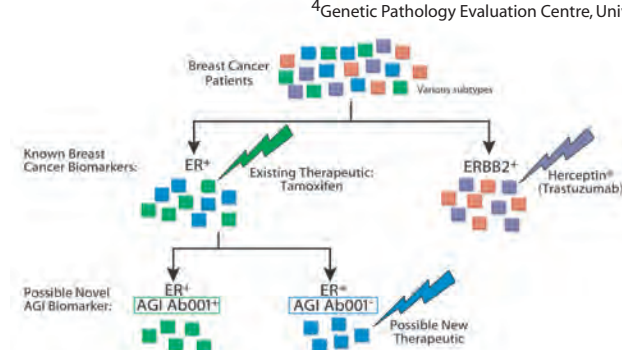 4Genetic Pathology Evaluation Centre, Uni
Breast Cancer
Patients
Various subtypes
Known Breast
Cancer Biomarkers:
ER+
Existing Therapeutic:
Tamoxifen
ERBB2+
Herceptin®
(Trastuzumab)
Possible Novel
AGI Biomarker:
ER+
AGI Ab001+
ER+
AGI Ab001-
Possible New
Therapeutic